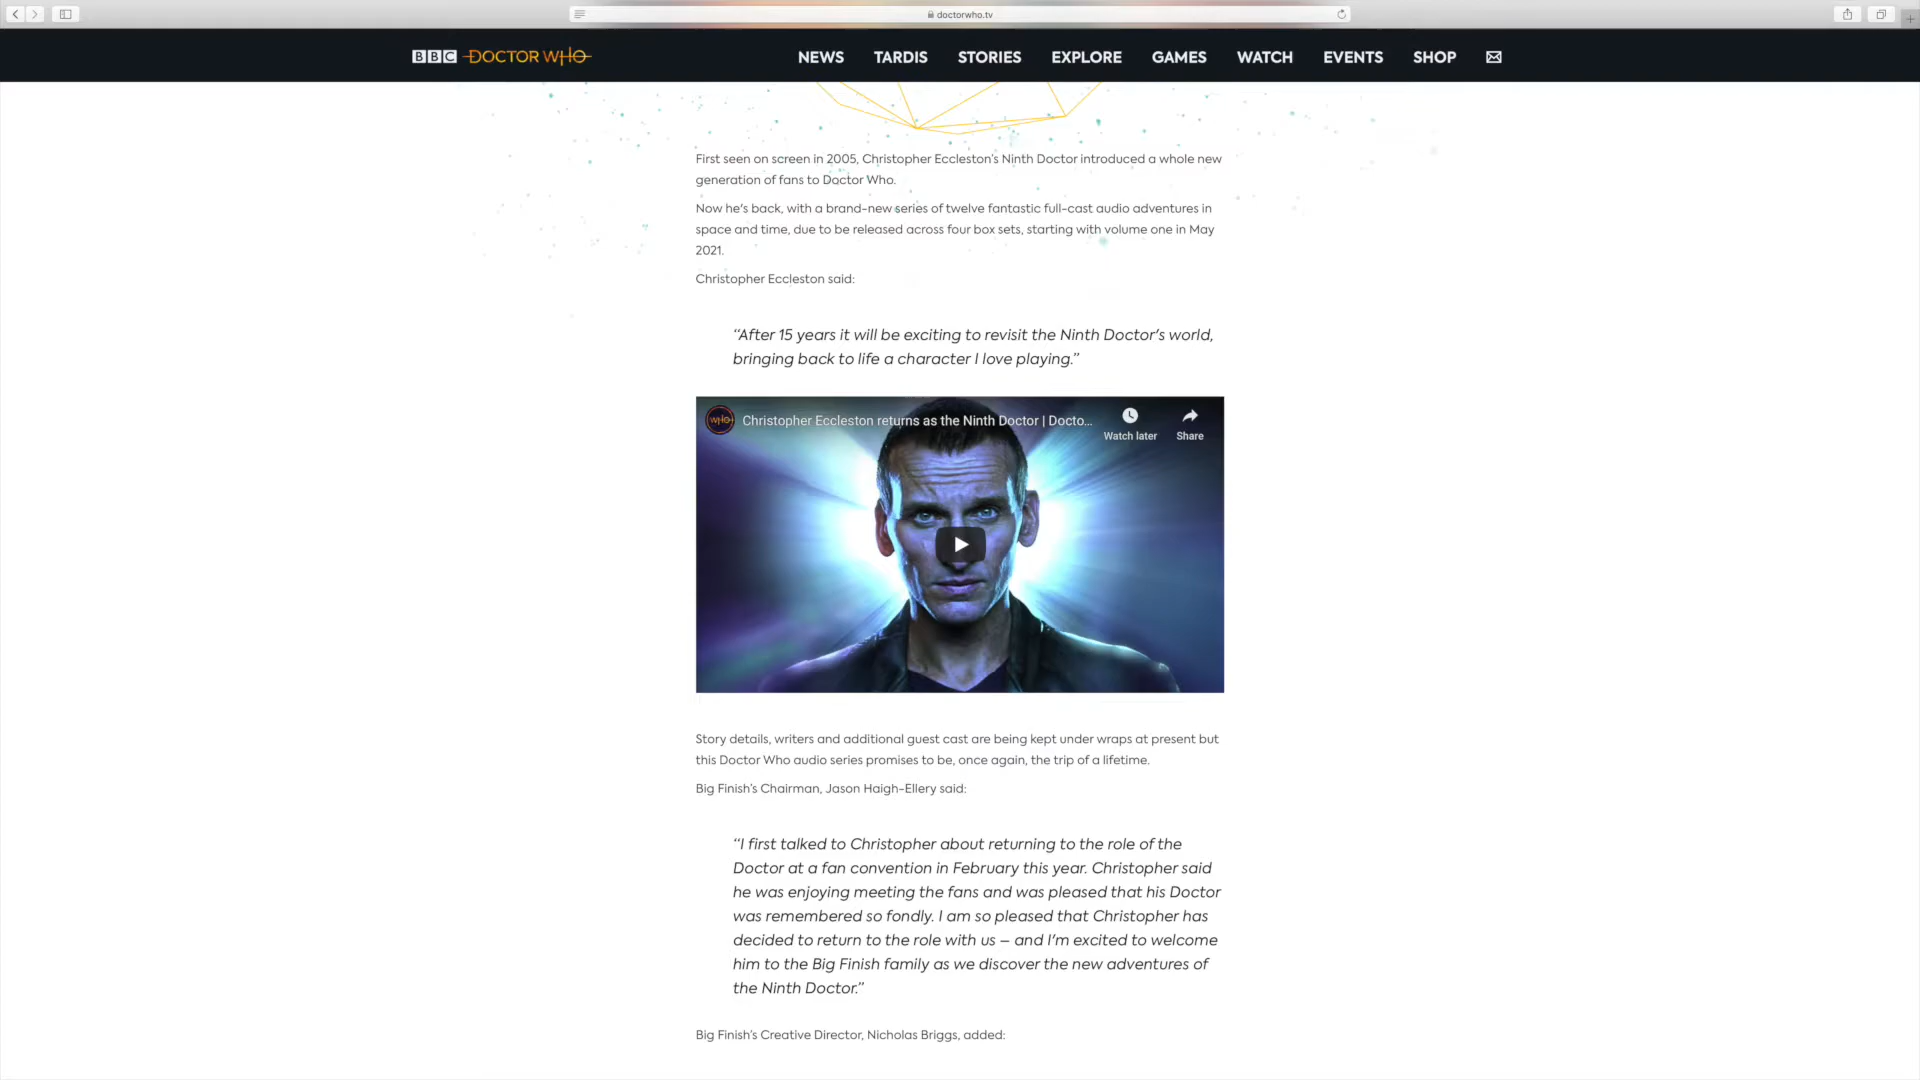 doctorwho.tv
BBC DOCTOR WHO
NEWS TARDIS STORIES EXPLORE GAMES WATCH EVENTS SHOP
First seen on screen in 2005, Christopher Eccleston’s Ninth Doctor introduced a whole new
generation of fans to Doctor Who.
Now he's back, with a brand-new series of twelve fantastic full-cast audio adventures in
space and time, due to be released across four box sets, starting with volume one in May
2021.
Christopher Eccleston said:
“After 15 years it will be exciting to revisit the Ninth Doctor's world,
bringing back to life a character I love playing.”
WHO
Christopher Eccleston returns as the Ninth Doctor | Docto...
Watch later
Share
Story details, writers and additional guest cast are being kept under wraps at present but
this Doctor Who audio series promises to be, once again, the trip of a lifetime.
Big Finish’s Chairman, Jason Haigh-Ellery said:
“I first talked to Christopher about returning to the role of the
Doctor at a fan convention in February this year. Christopher said
he was enjoying meeting the fans and was pleased that his Doctor
was remembered so fondly. I am so pleased that Christopher has
decided to return to the role with us – and I'm excited to welcome
him to the Big Finish family as we discover the new adventures of
the Ninth Doctor.”
Big Finish’s Creative Director, Nicholas Briggs, added: